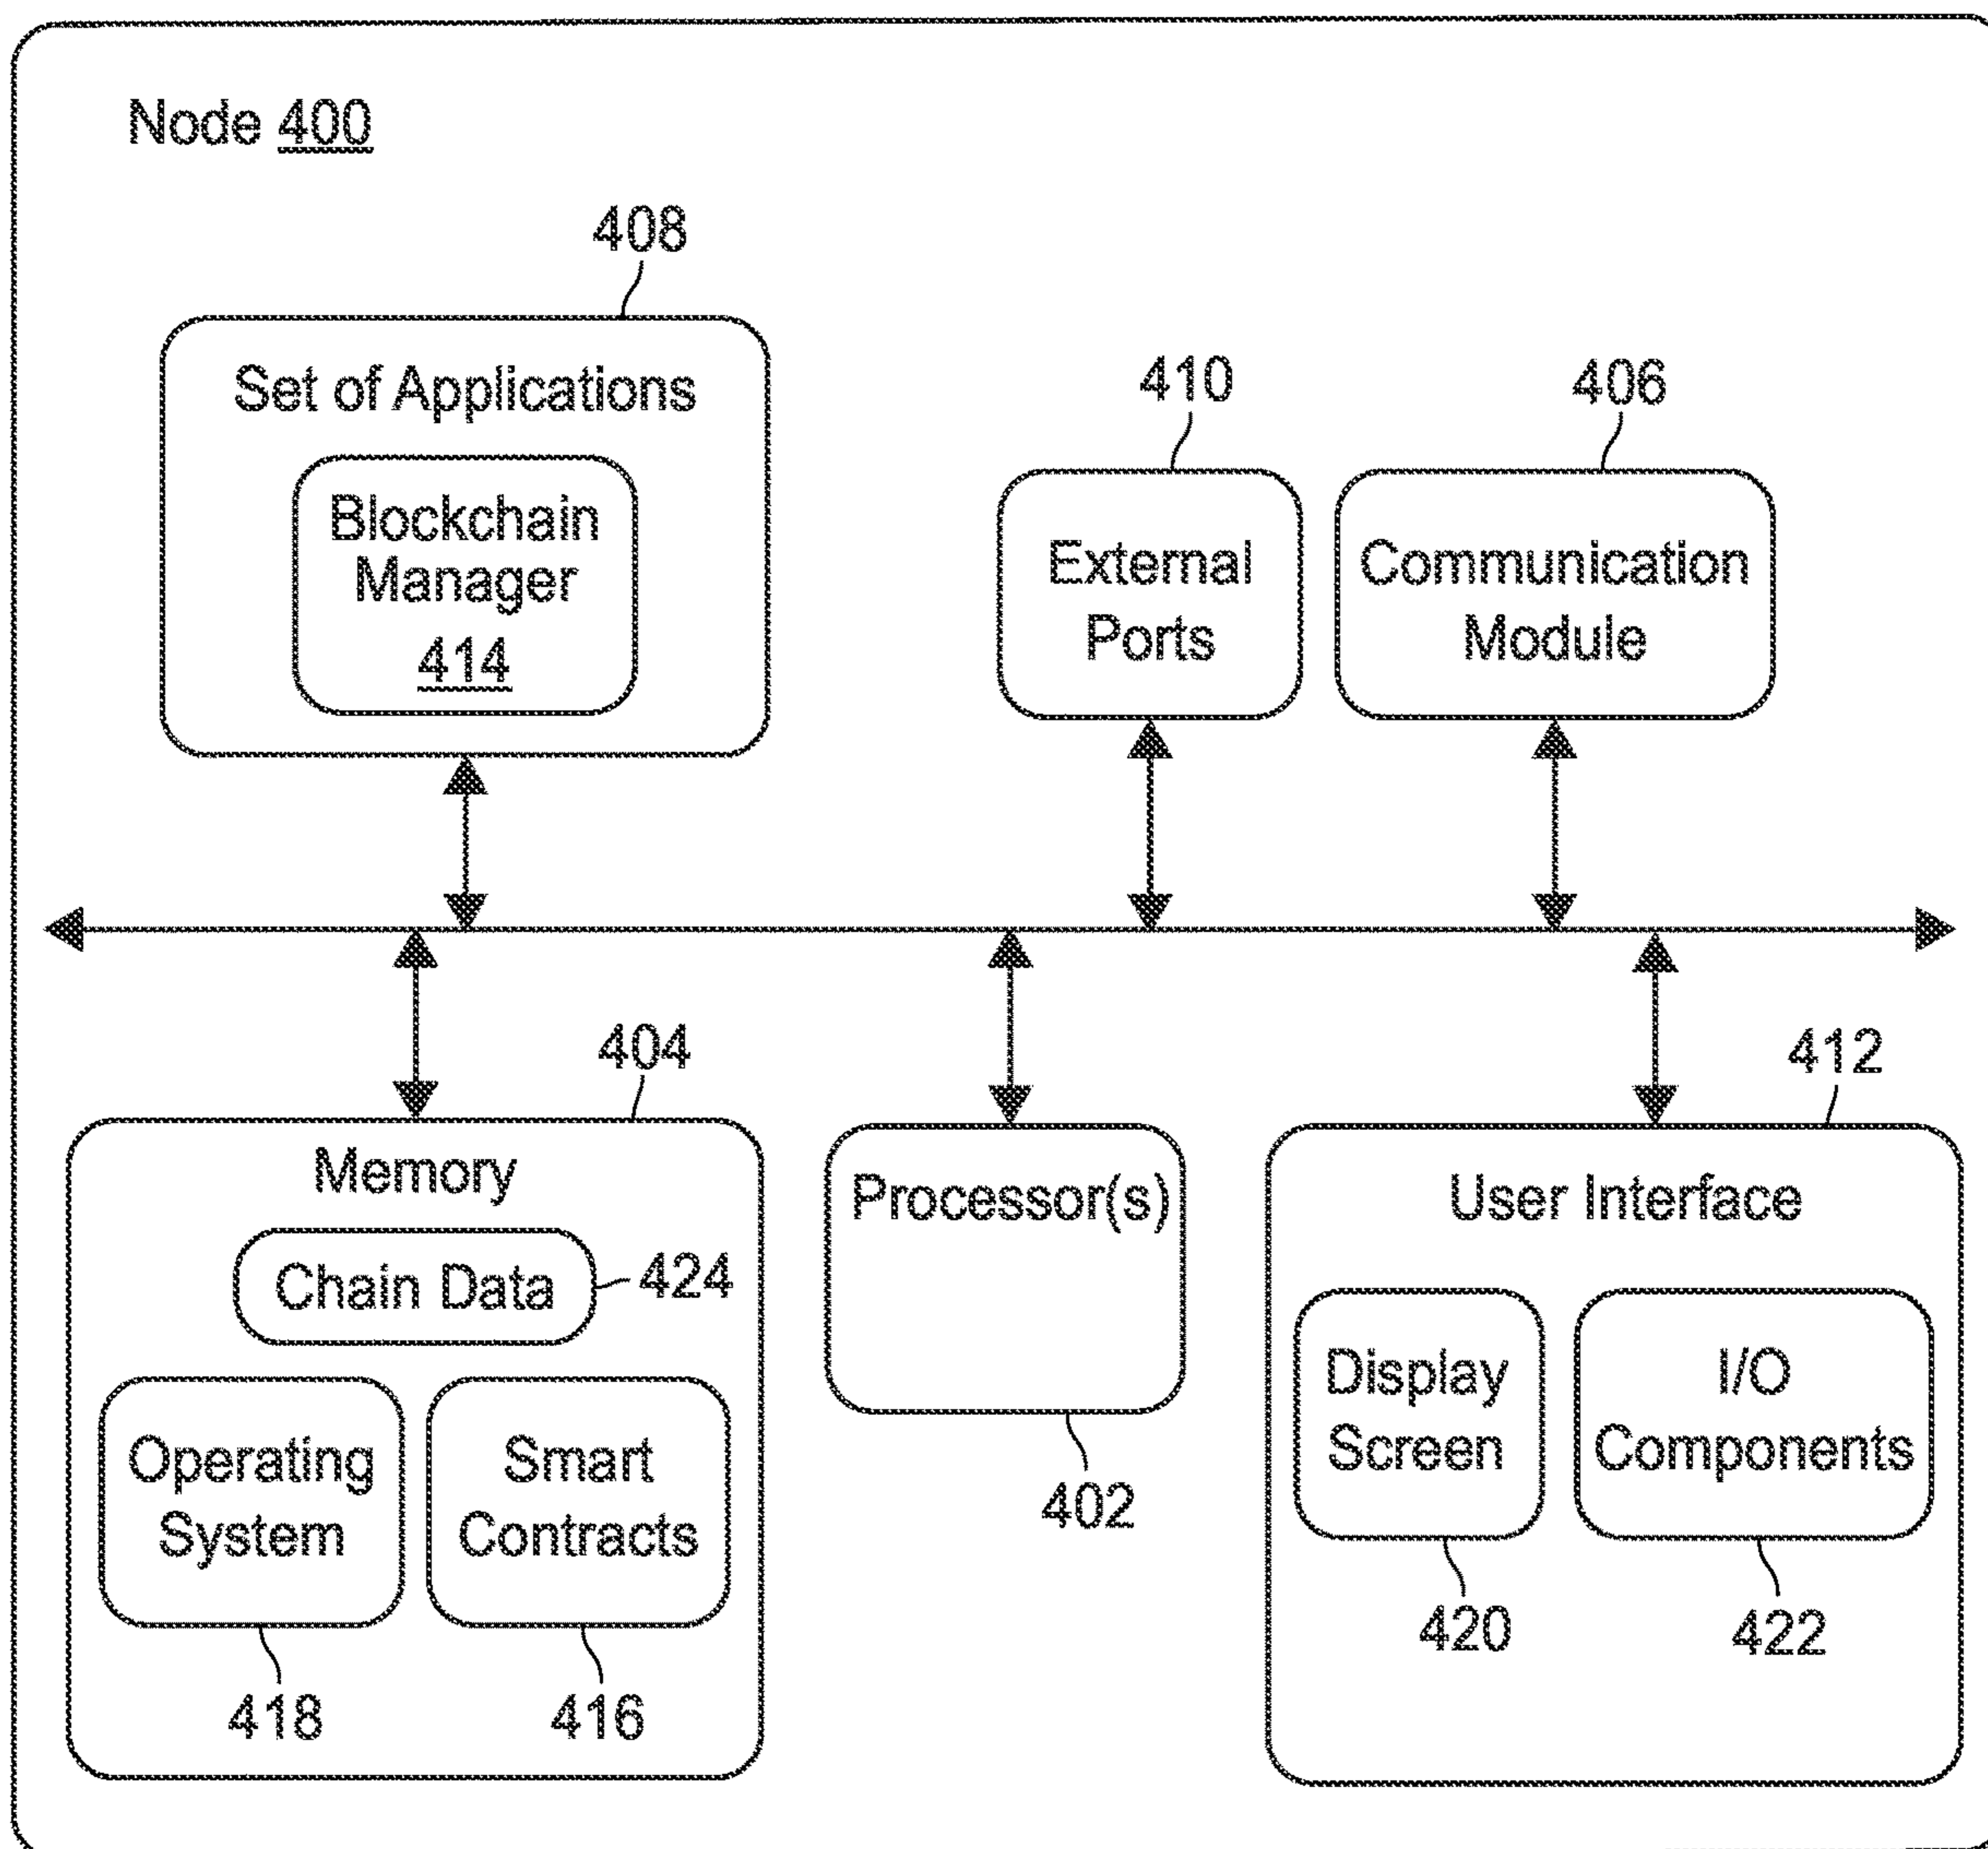 Node 400
408
Set of Applications
Blockchain
Manager
414
410
External
Ports
406
Communication
Module
404
Memory
Chain Data
424
Operating
System
418
Smart
Contracts
416
Processor(s)
402
412
User Interface
Display
Screen
420
I/O
Components
422